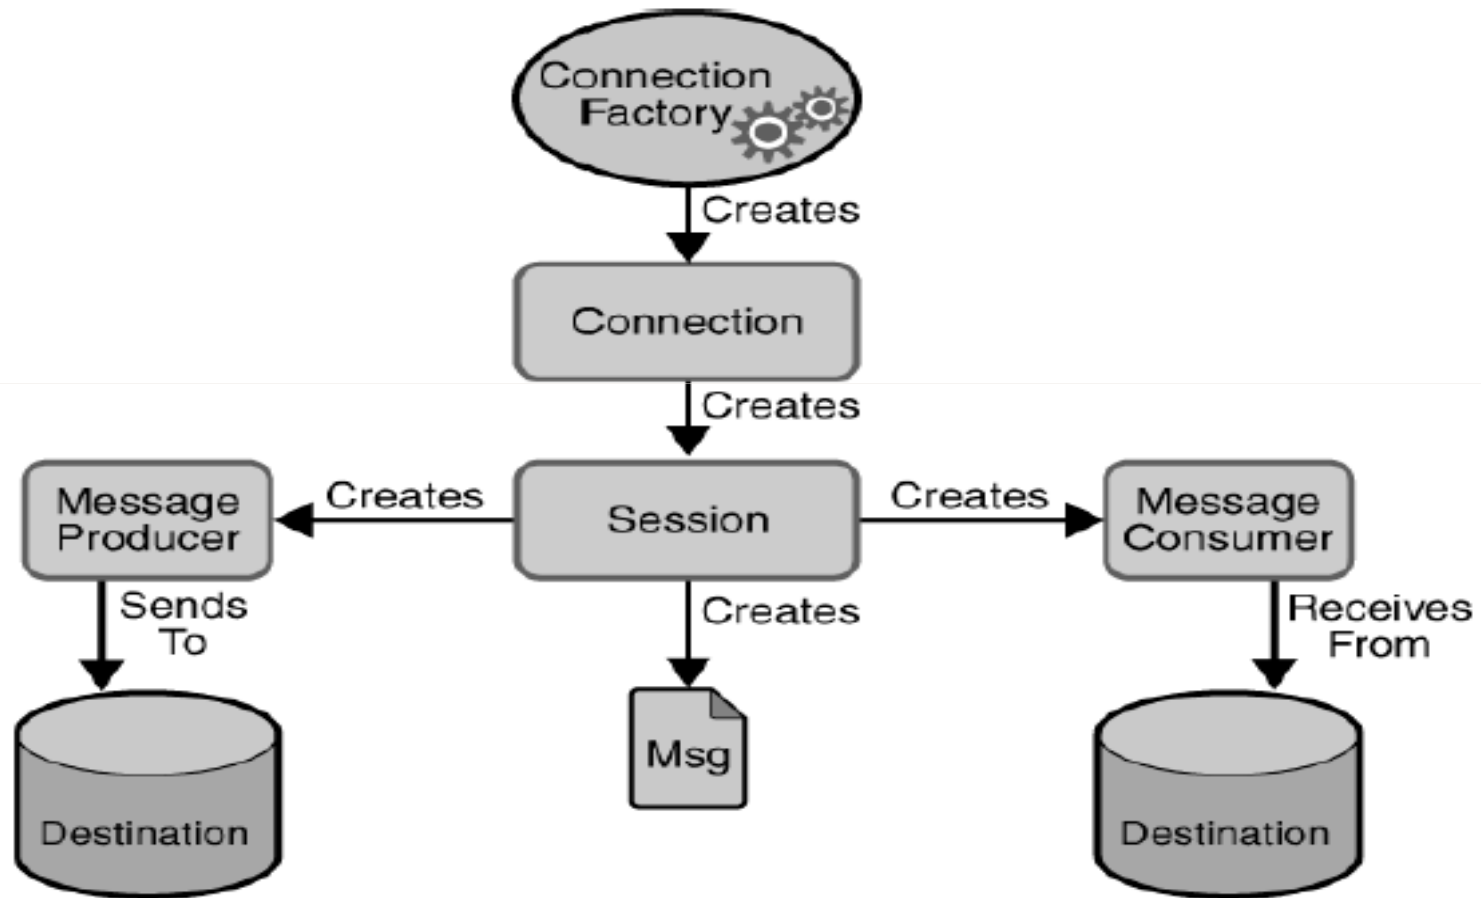 Connection
Factory
Creates
Connection
Creates
Message
Producer
Creates
Session
Creates
Message
Consumer
Sends
To
Creates
Receives
From
Destination
Msg
Destination